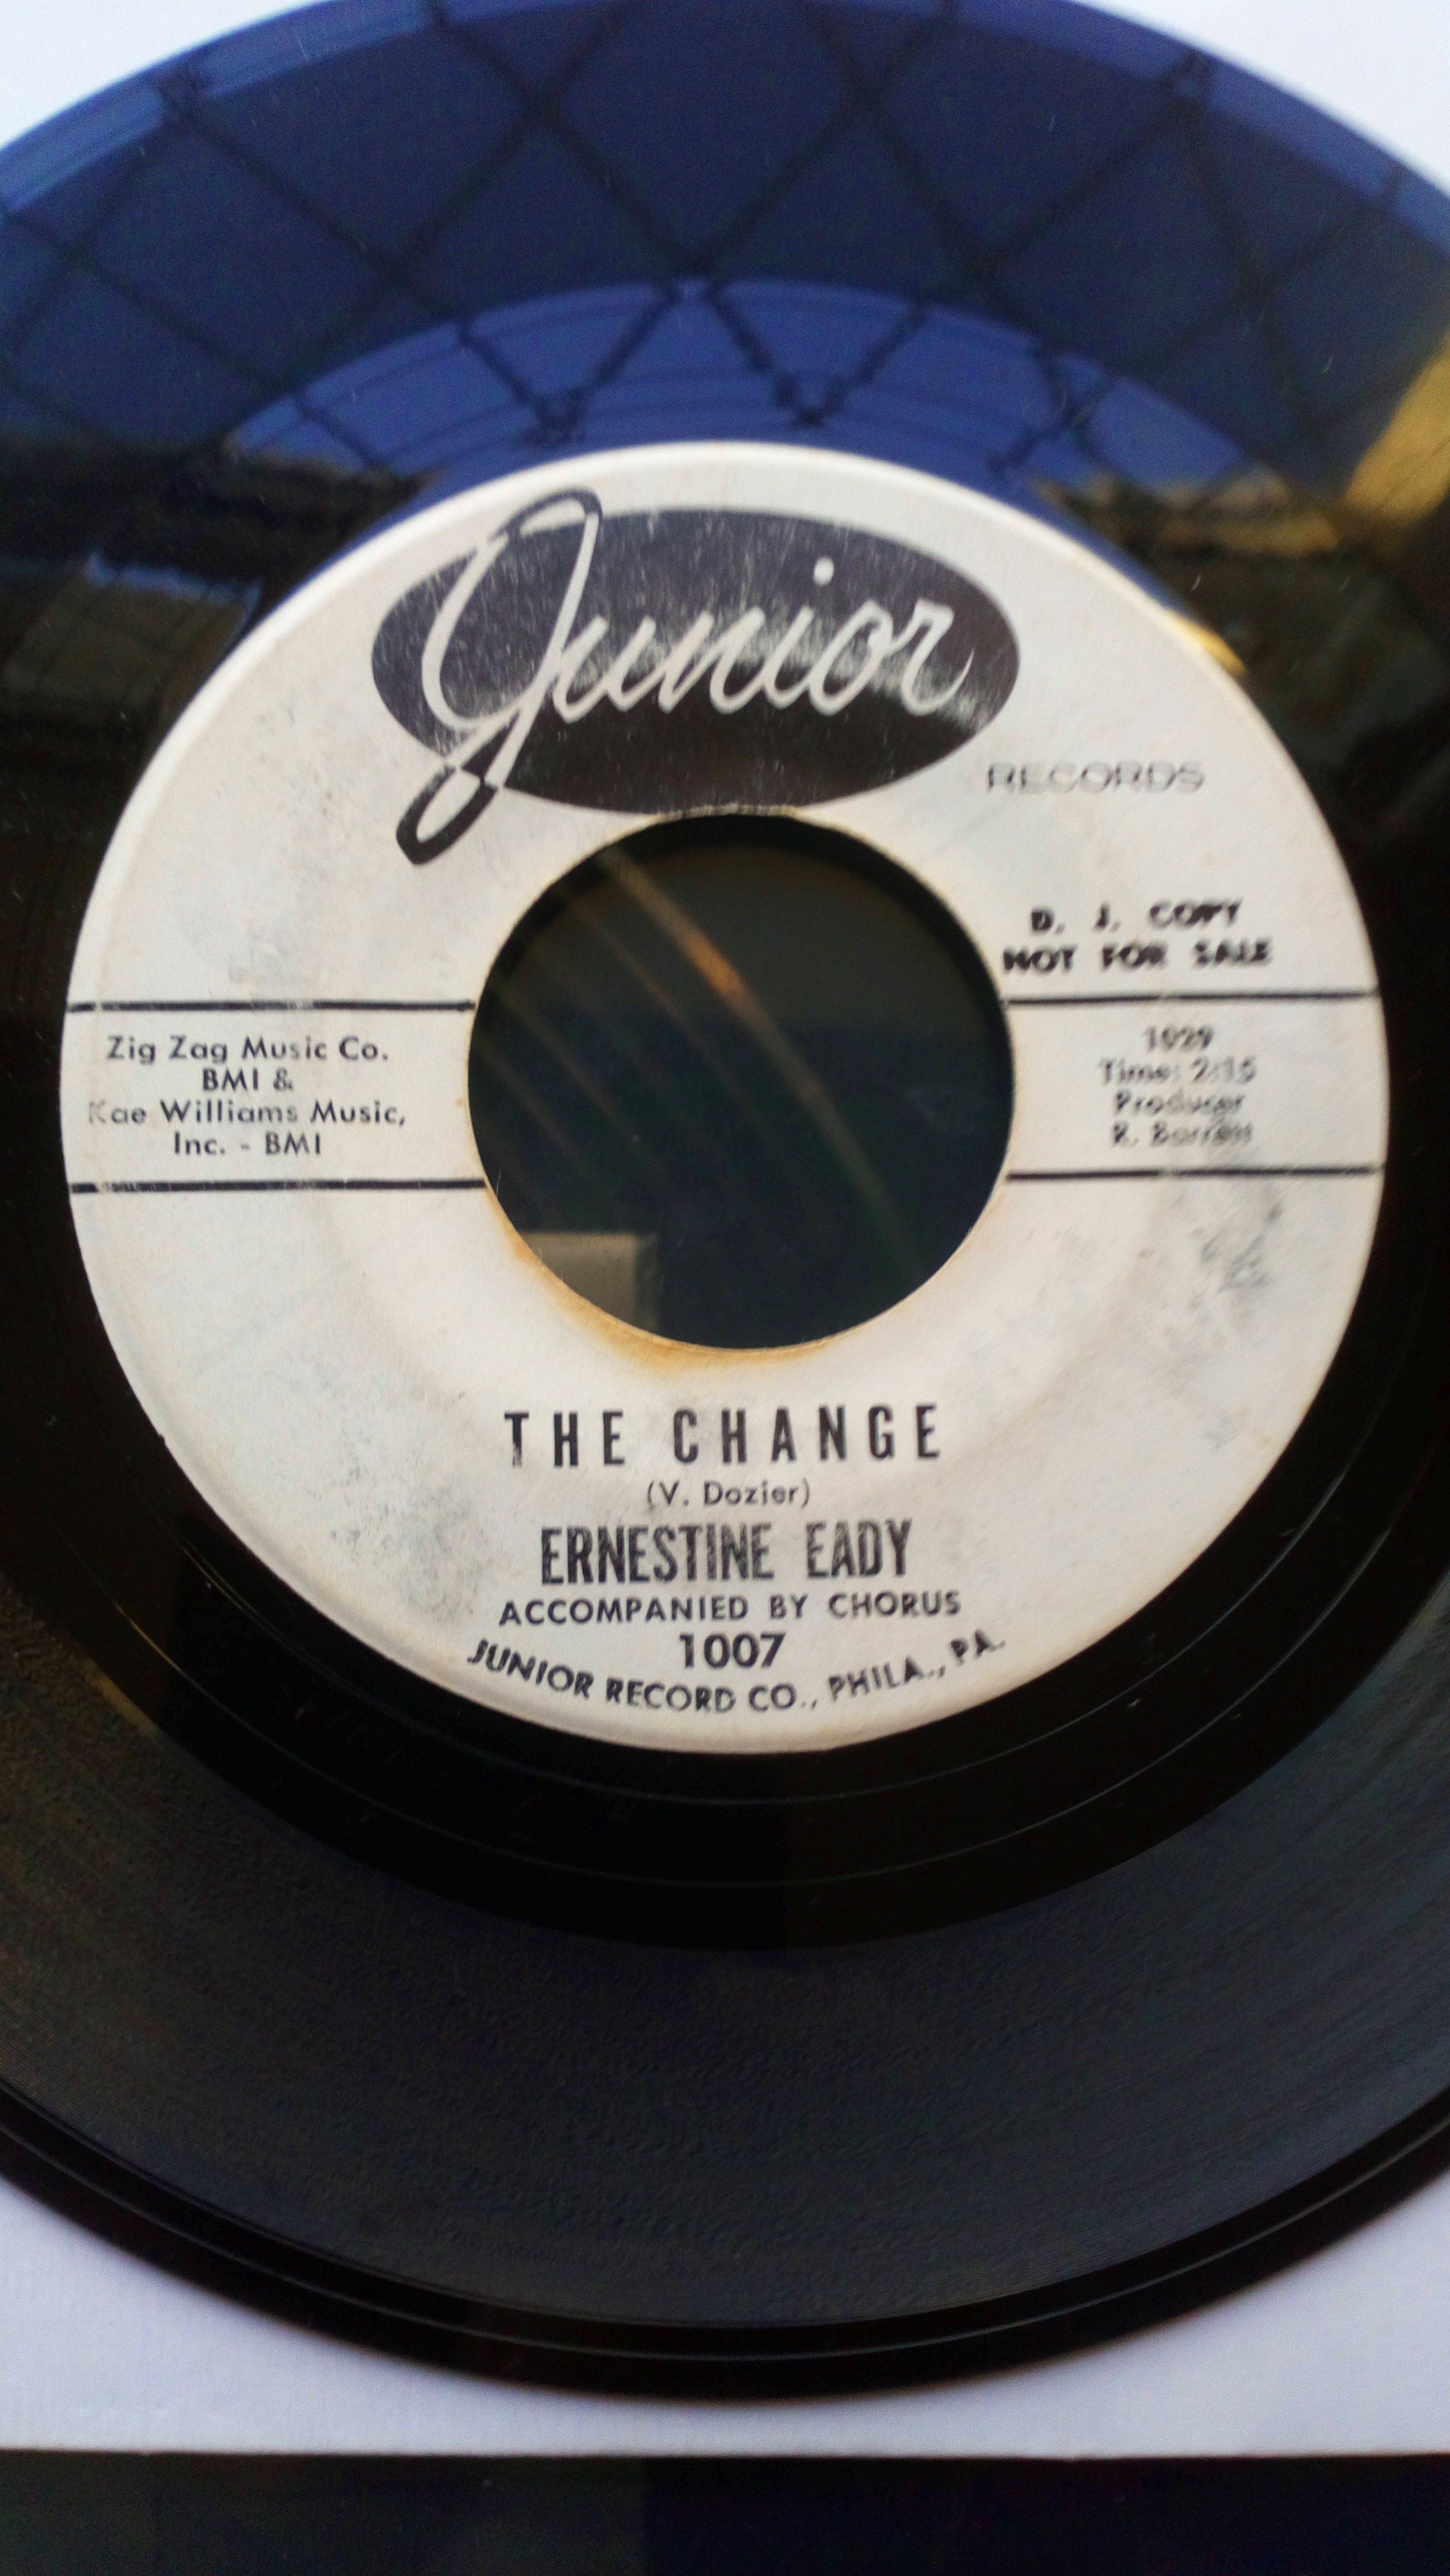 Junior
RECORDS
D. J. COPY
NOT FOR SALE
Zig Zag Music Co.
BMI &
Kae Williams Music,
Inc. - BMI
1029
Time: 2:15
Producer
R. Barrett
THE CHANGE
(V. Dozier)
ERNESTINE EADY
ACCOMPANIED BY CHORUS
1007
JUNIOR RECORD CO., PHILA., PA.